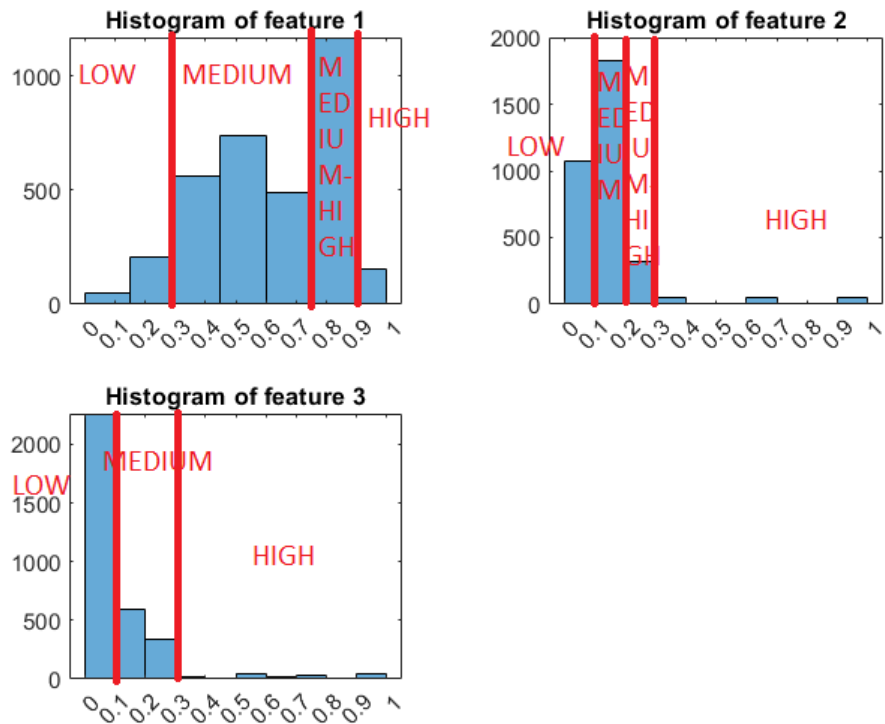 Histogram of feature 1
1000
500
0
LOW
MEDIUM
M
ED
IU
M-
HI
GH
HIGH
0 0.1 0.2 0.3 0.4 0.5 0.6 0.7 0.8 0.9 1
Histogram of feature 2
2000
1500
1000
500
0
LOW
M
ED
IU
M
M
ED
IU
M-
HI
GH
HIGH
0 0.1 0.2 0.3 0.4 0.5 0.6 0.7 0.8 0.9 1
Histogram of feature 3
2000
1500
1000
500
0
LOW
MEDIUM
HIGH
0 0.1 0.2 0.3 0.4 0.5 0.6 0.7 0.8 0.9 1